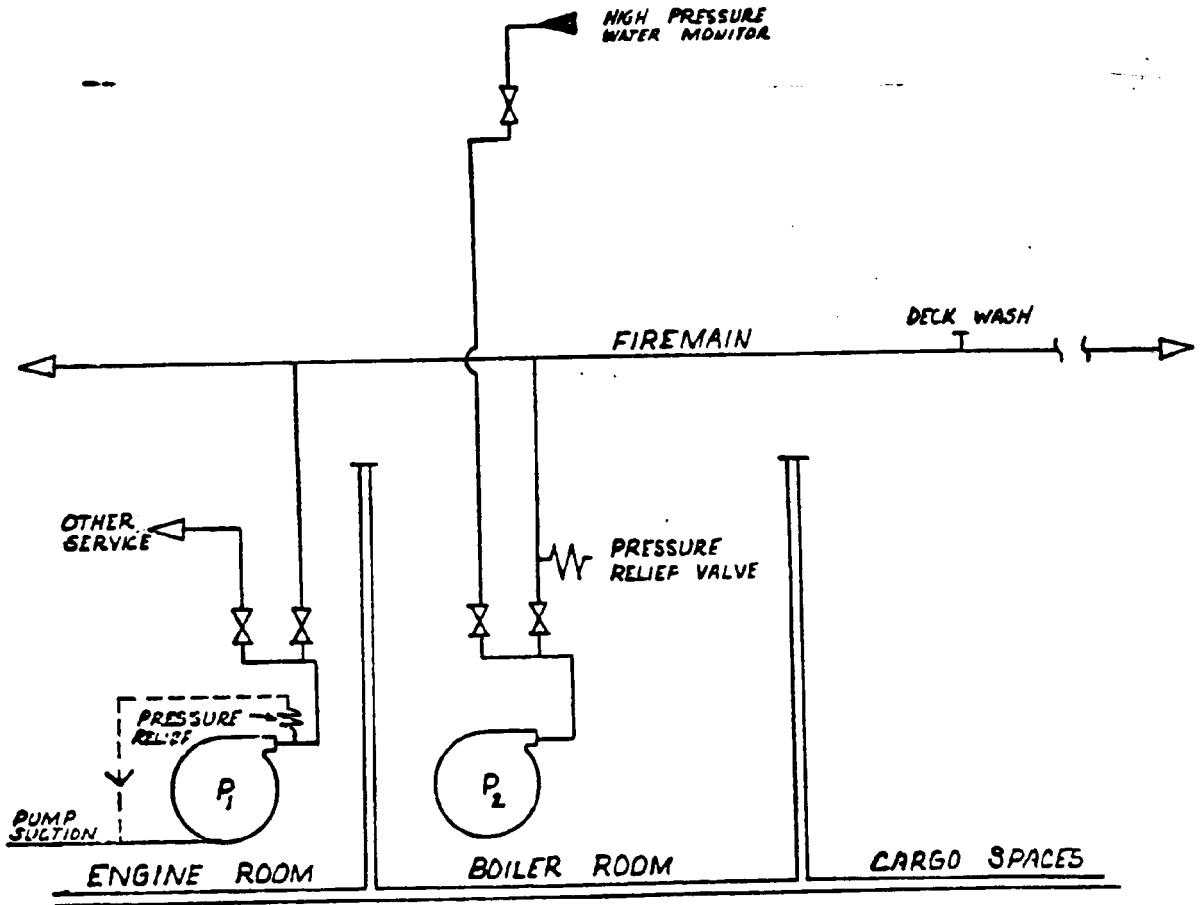 HIGH PRESSURE
WATER MONITOR
DECK WASH
FIREMAIN
OTHER
SERVICE
PRESSURE
RELIEF VALVE
PRESSURE
RELIEF
P1
P2
PUMP
SUCTION
ENGINE ROOM
BOILER ROOM
CARGO SPACES